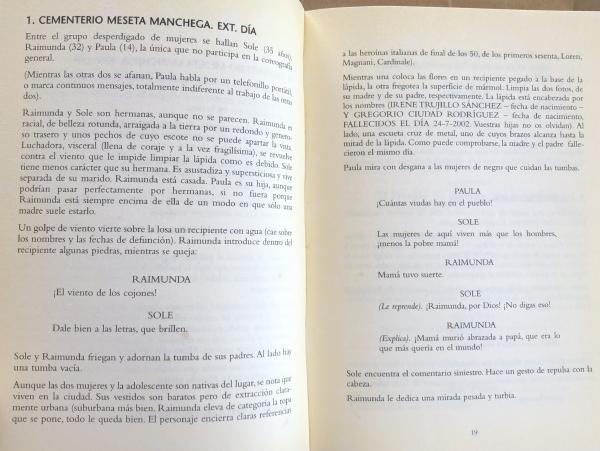 1. CEMENTERIO MESETA MANCHEGA. EXT. DÍA
Entre el grupo desperdigado de mujeres se hallan Sole (35 años),
Raimunda (32) y Paula (14), la única que no participa en la coreografía
general.
(Mientras las otras dos se afanan, Paula habla por un telefonillo portátil,
o marca continuos mensajes, totalmente indiferente al trabajo de las otras
dos).
Raimunda y Sole son hermanas, aunque no se parecen. Raimunda es
racial, de belleza rotunda, arraigada a la tierra por un redondo y generoso
trasero y unos pechos de cuyo escote no se puede apartar la vista.
Luchadora, visceral (llena de coraje y a la vez fragilísima), se revuelve
contra el viento que le impide limpiar la lápida como es debido. Sole
tiene menos carácter que su hermana. Es asustadiza y supersticiosa y vive
separada de su marido. Raimunda está casada. Paula es su hija, aunque
podrían pasar perfectamente por hermanas, si no fuera porque
Raimunda está siempre encima de ella de un modo en que sólo una
madre suele estarlo.
Un golpe de viento vierte sobre la losa un recipiente con agua (cae sobre
los nombres y las fechas de defunción). Raimunda introduce dentro del
recipiente algunas piedras, mientras se queja:
RAIMUNDA
¡El viento de los cojones!
SOLE
Dale bien a las letras, que brillen.
Sole y Raimunda friegan y adornan la tumba de sus padres. Al lado hay
una tumba vacía.
Aunque las dos mujeres y la adolescente son nativas del lugar, se nota que
viven en la ciudad. Sus vestidos son baratos pero de extracción clara-
mente urbana (suburbana más bien. Raimunda eleva de categoría la ropa
que se pone, todo le queda bien. El personaje encierra claras referencias
a las heroínas italianas de final de los 50, de los primeros sesenta, Loren,
Magnani, Cardinale).
Mientras una coloca las flores en un recipiente pegado a la base de la
lápida, la otra fregotea la superficie de mármol. Limpia las dos fotos, de
su madre y de su padre, respectivamente. La lápida está encabezada por
los nombres (IRENE TRUJILLO SÁNCHEZ – fecha de nacimiento –
Y GREGORIO CIUDAD RODRÍGUEZ – fecha de nacimiento,
FALLECIDOS EL DÍA 24-7-2002. Vuestras hijas no os olvidan) Al
lado, una escueta cruz de metal, uno de cuyos brazos alcanza hasta la
mitad de la lápida. Como puede comprobarse, la madre y el padre falle-
cieron el mismo día.
Paula mira con desgana a las mujeres de negro que cuidan las tumbas.
PAULA
¡Cuántas viudas hay en el pueblo!
SOLE
Las mujeres de aquí viven más que los hombres,
¡menos la pobre mamá!
RAIMUNDA
Mamá tuvo suerte.
SOLE
(Le reprende). ¡Raimunda, por Dios! ¡No digas eso!
RAIMUNDA
(Explica). ¡Mamá murió abrazada a papá, que era lo
que más quería en el mundo!
Sole encuentra el comentario siniestro. Hace un gesto de repulsa con la
cabeza.
Raimunda le dedica una mirada pesada y turbia.
19